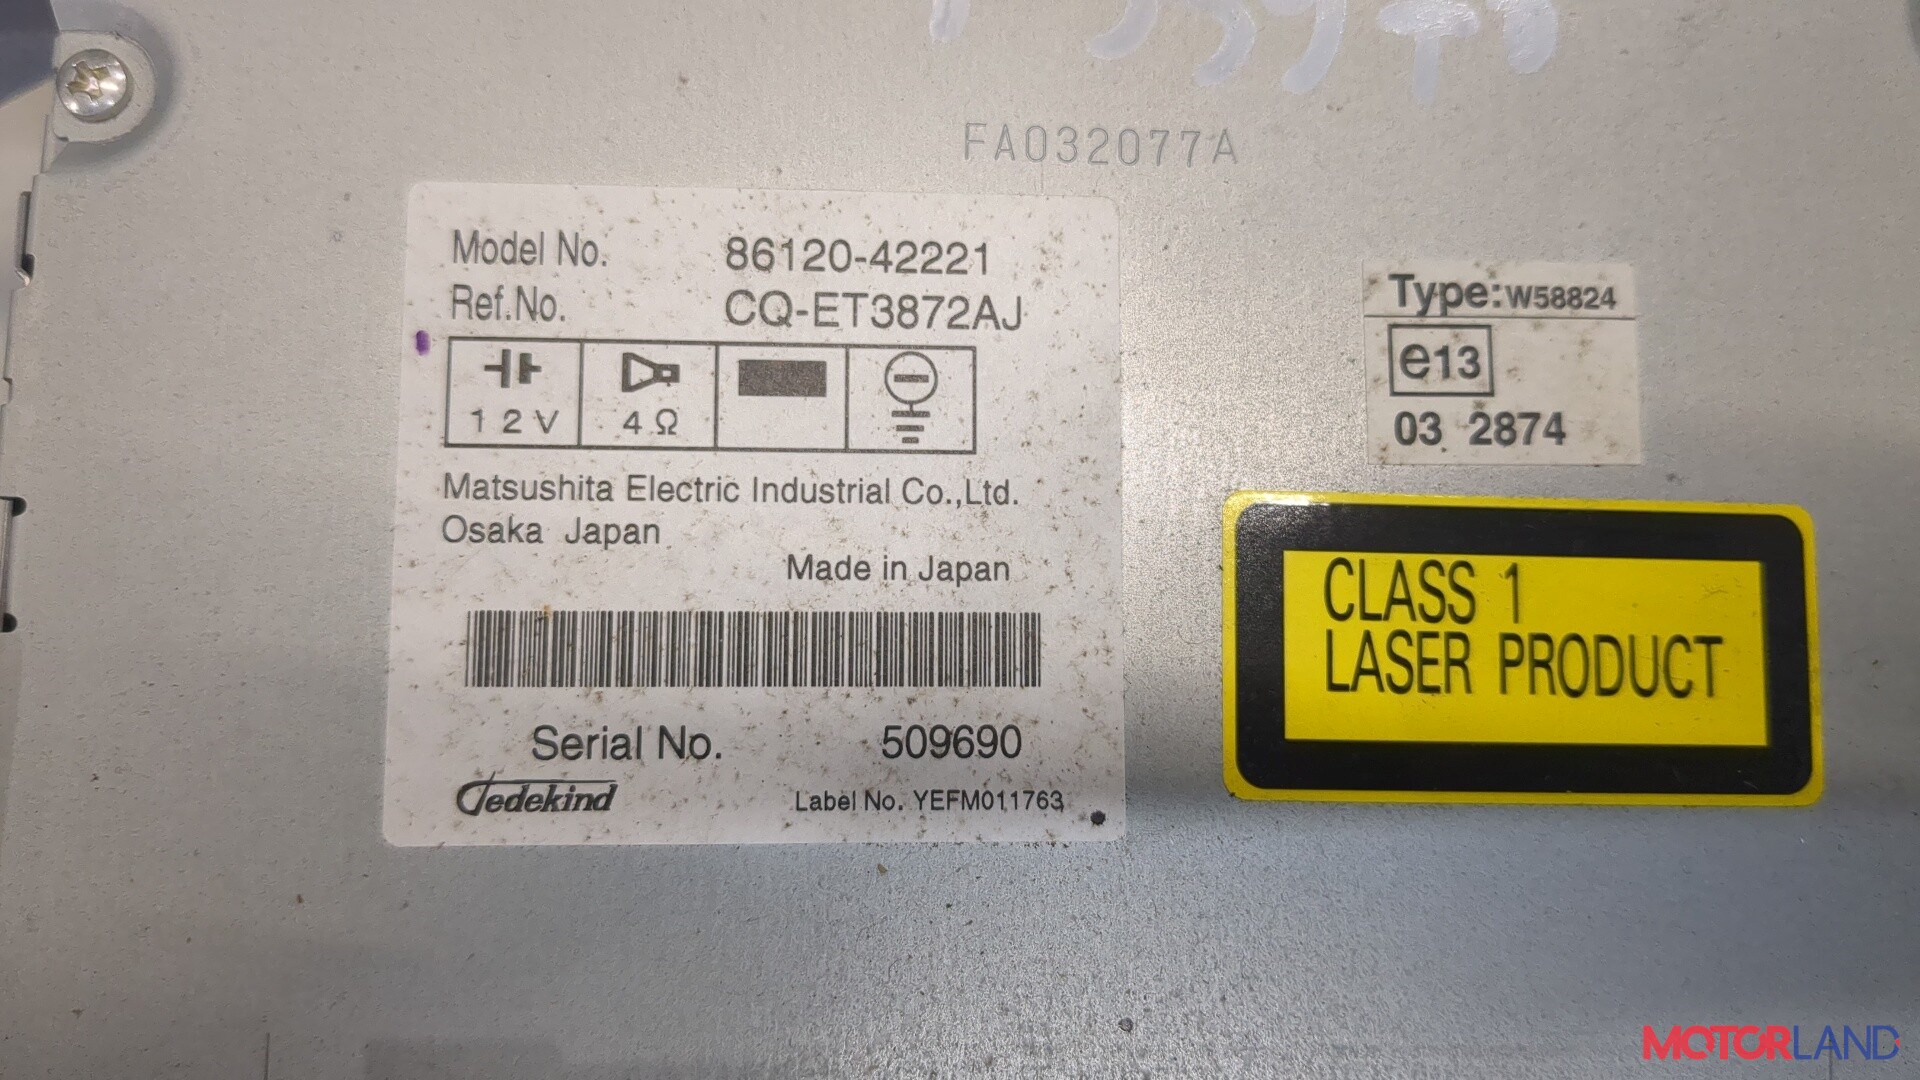 FA032077A
Model No. 86120-42221
Ref.No. CQ-ET3872AJ
12V 4Ω
Matsushita Electric Industrial Co.,Ltd.
Osaka Japan
Made in Japan
Serial No. 509690
Jedekind Label No. YEFM011763
Type:W58824
e13
03 2874
CLASS 1
LASER PRODUCT
MOTORLAND